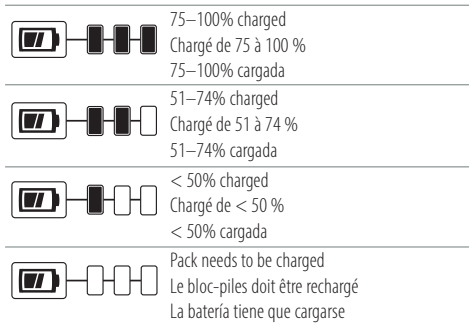 75–100% charged
Chargé de 75 à 100 %
75–100% cargada
51–74% charged
Chargé de 51 à 74 %
51–74% cargada
< 50% charged
Chargé de < 50 %
< 50% cargada
Pack needs to be charged
Le bloc-piles doit être rechargé
La batería tiene que cargarse